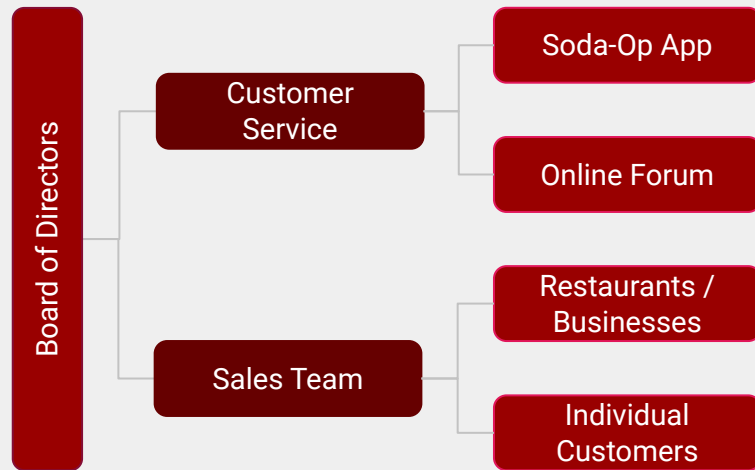 Board of Directors
Customer
Service
Soda-Op App
Online Forum
Sales Team
Restaurants /
Businesses
Individual
Customers